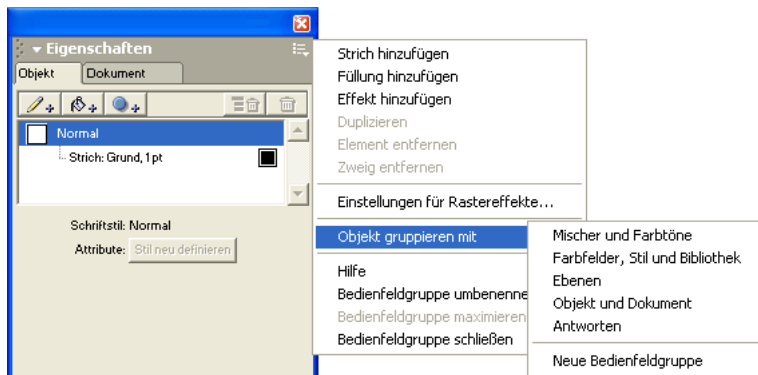 Eigenschaften
Objekt Dokument
Normal
Strich: Grund, 1 pt
Schriftstil: Normal
Attribute: Stil neu definieren
Strich hinzufügen
Füllung hinzufügen
Effekt hinzufügen
Duplizieren
Element entfernen
Zweig entfernen
Einstellungen für Rastereffekte...
Objekt gruppieren mit
Hilfe
Bedienfeldgruppe umbenenne
Bedienfeldgruppe maximieren
Bedienfeldgruppe schließen
Mischer und Farbtöne
Farbfelder, Stil und Bibliothek
Ebenen
Objekt und Dokument
Antworten
Neue Bedienfeldgruppe